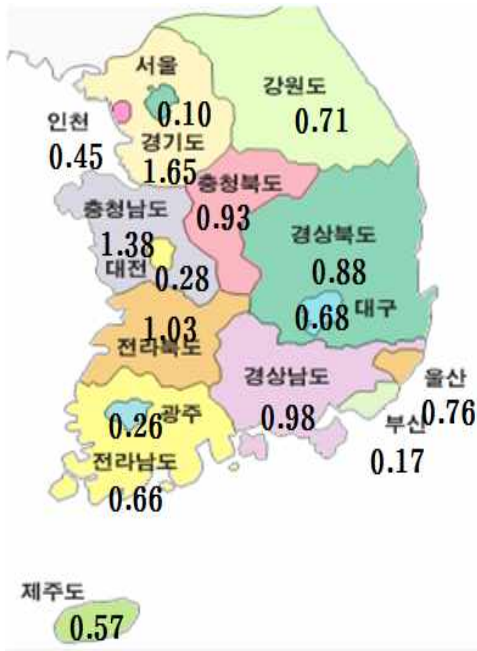 서울
0.10
강원도
0.71
인천
0.45
경기도
1.65
충청북도
0.93
충청남도
1.38
대전
0.28
경상북도
0.88
0.68 대구
1.03
전라북도
경상남도
0.98
울산
0.76
부산
0.17
0.26 광주
전라남도
0.66
제주도
0.57